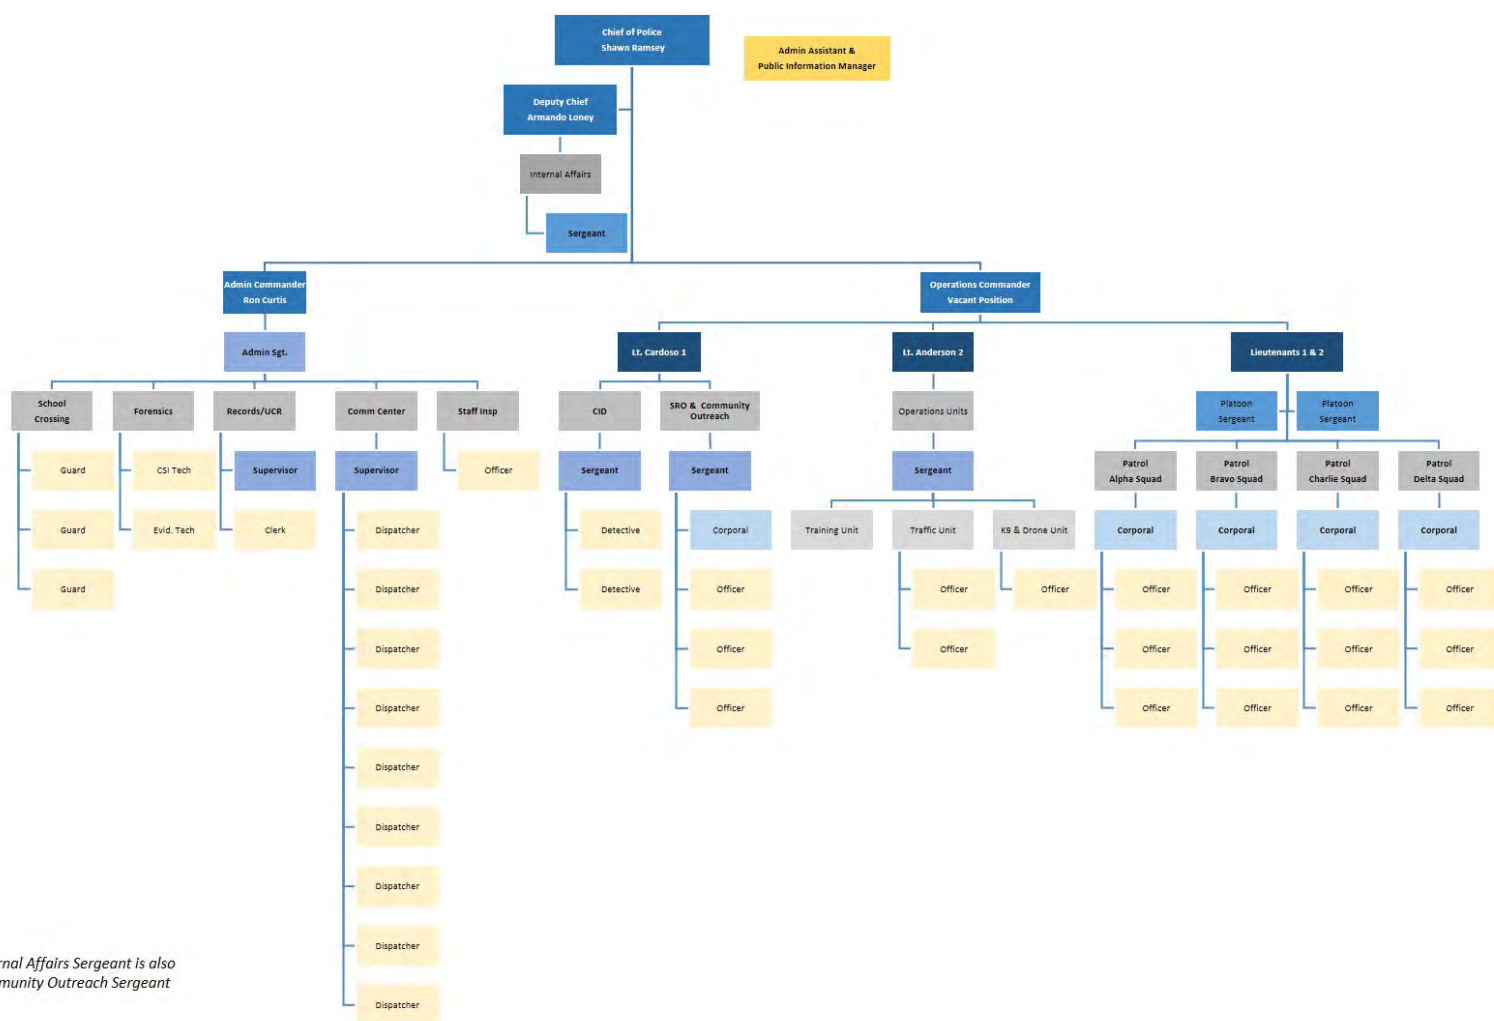 Chief of Police
Shawn Ramsey
Admin Assistant &
Public Information Manager
Deputy Chief
Armando Loney
Internal Affairs
Sergeant
Admin Commander
Ron Curtis
Operations Commander
Vacant Position
Admin Sgt.
Lt. Cardoso 1
Lt. Anderson 2
Lieutenants 1 & 2
School
Crossing
Forensics
Records/UCR
Comm Center
Staff Insp
CID
SRO & Community
Outreach
Operations Units
Platoon
Sergeant
Platoon
Sergeant
Guard
CSI Tech
Supervisor
Supervisor
Officer
Sergeant
Sergeant
Sergeant
Patrol
Alpha Squad
Patrol
Bravo Squad
Patrol
Charlie Squad
Patrol
Delta Squad
Guard
Evid. Tech
Clerk
Dispatcher
Detective
Corporal
Training Unit
Traffic Unit
K9 & Drone Unit
Corporal
Corporal
Corporal
Corporal
Guard
Dispatcher
Detective
Officer
Officer
Officer
Officer
Officer
Officer
Officer
Dispatcher
Officer
Officer
Officer
Officer
Officer
Officer
Dispatcher
Officer
Officer
Officer
Officer
Officer
Dispatcher
Dispatcher
Dispatcher
Dispatcher
Dispatcher
Affairs Sergeant is also
Outreach Sergeant